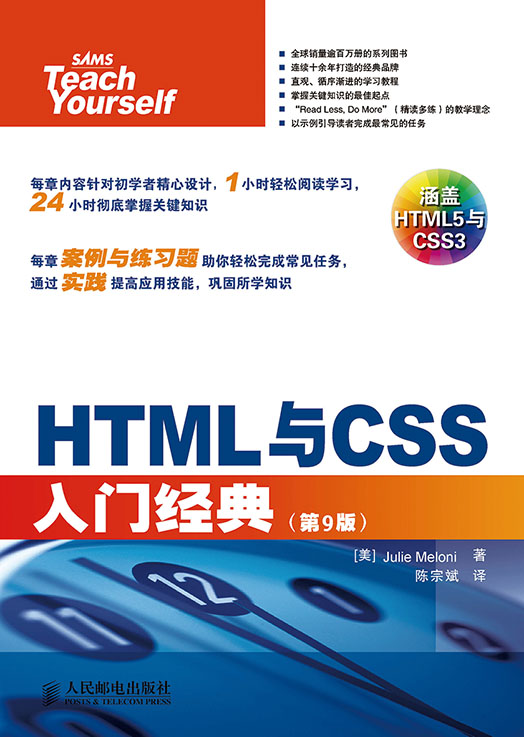 SAMS
Teach
Yourself
全球销量逾百万册的系列图书
连续十余年打造的经典品牌
直观、循序渐进的学习教程
掌握关键知识的最佳起点
“Read Less, Do More”（精读多练）的教学理念
以示例引导读者完成最常见的任务
每章内容针对初学者精心设计，1小时轻松阅读学习，
24小时彻底掌握关键知识
涵盖
HTML5与
CSS3
每章案例与练习题助你轻松完成常见任务，
通过实践提高应用技能，巩固所学知识
HTML与CSS
入门经典（第9版）
[美] Julie Meloni 著
陈宗斌 译
12
1
2
人民邮电出版社
POSTS & TELECOM PRESS